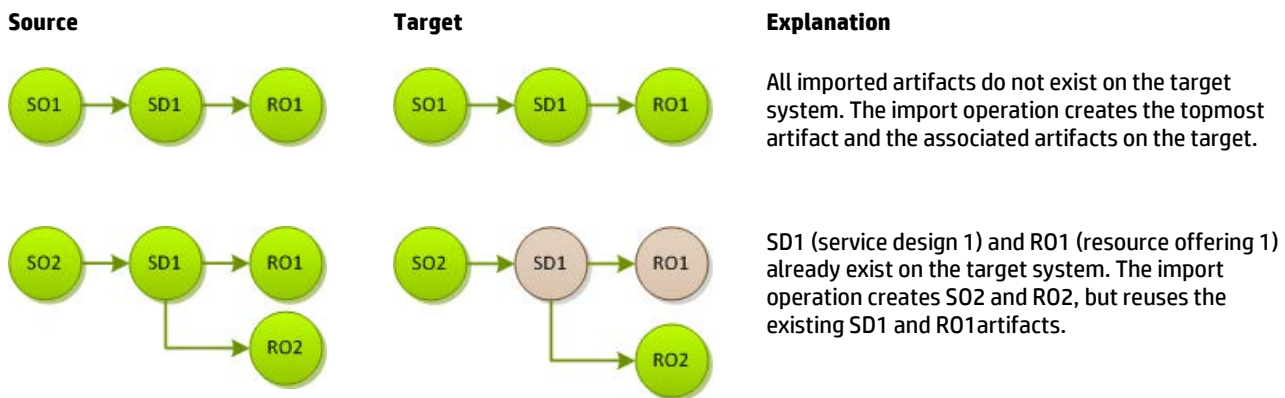 Source Target Explanation
SO1 SD1 RO1 SO1 SD1 RO1
All imported artifacts do not exist on the target
system. The import operation creates the topmost
artifact and the associated artifacts on the target.
SO2 SD1 RO1 SO2 SD1 RO1
RO2 RO2
SD1 (service design 1) and RO1 (resource offering 1)
already exist on the target system. The import
operation creates SO2 and RO2, but reuses the
existing SD1 and RO1artifacts.